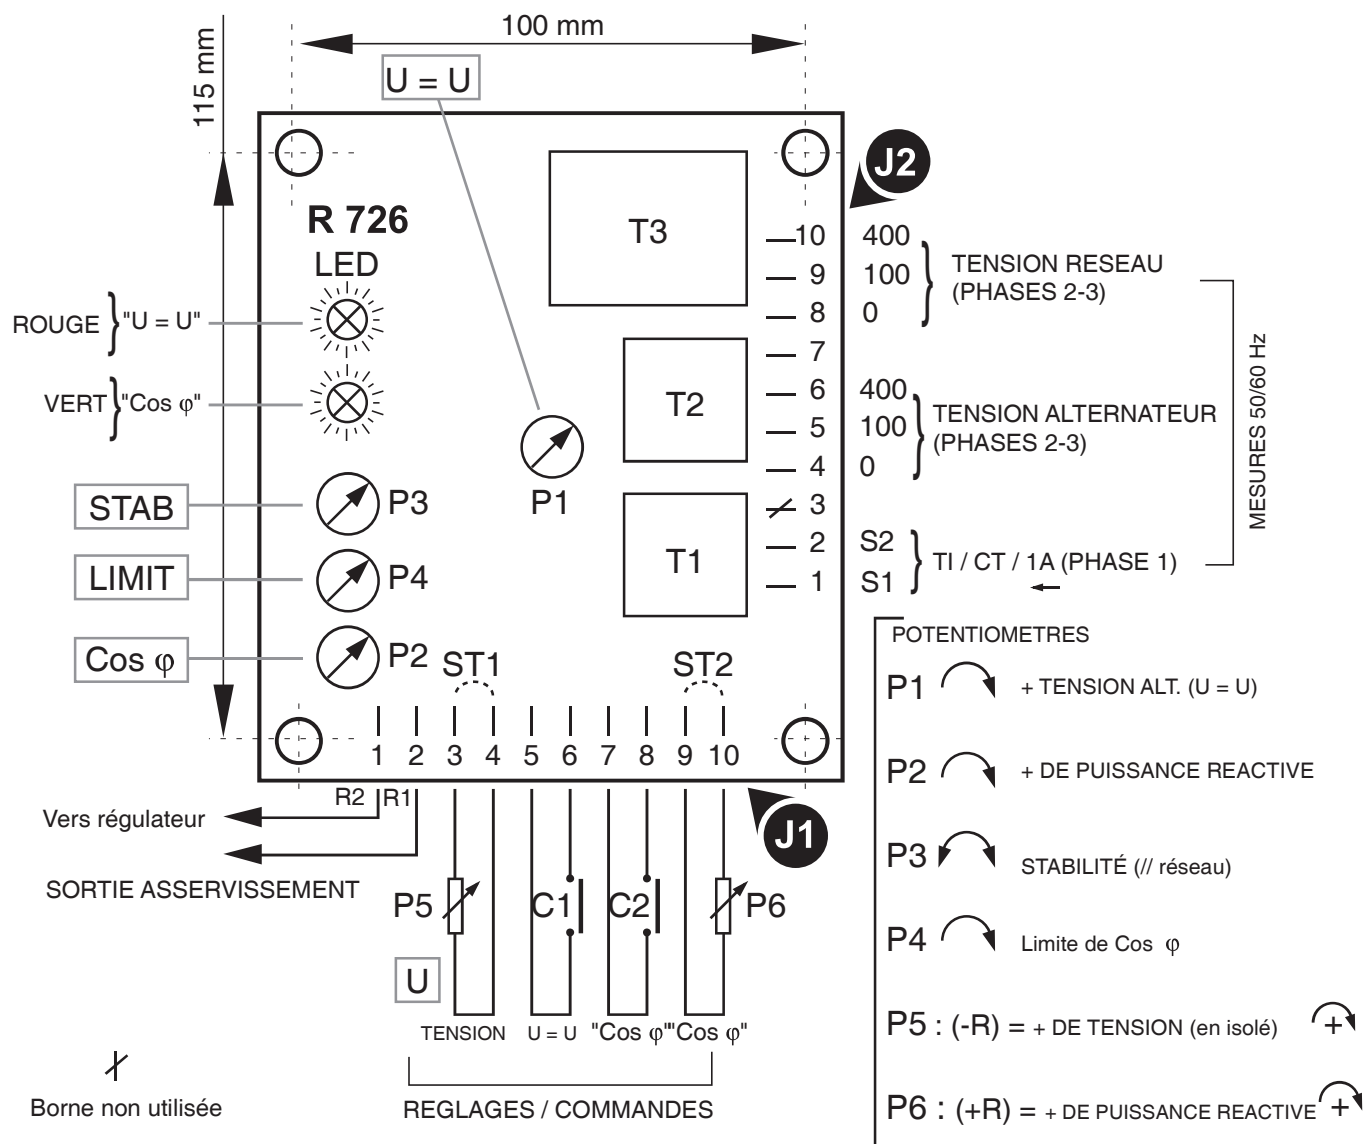 100 mm
115 mm
U = U
J2
R 726
LED
T3
10 400
9 100
8 0
TENSION RESEAU
(PHASES 2-3)
ROUGE } "U = U"
VERT } "Cos φ"
7
T2
6 400
5 100
4 0
TENSION ALTERNATEUR
(PHASES 2-3)
MESURES 50/60 Hz
P1
3
T1
2 S2
1 S1
TI / CT / 1A (PHASE 1)
STAB P3
LIMIT P4
Cos φ P2
ST1 ST2
1 2 3 4 5 6 7 8 9 10
R2 R1
J1
Vers régulateur
SORTIE ASSERVISSEMENT
P5 C1 C2 P6
U
TENSION U = U "Cos φ" "Cos φ"
REGLAGES / COMMANDES
Borne non utilisée
POTENTIOMETRES
P1 + TENSION ALT. (U = U)
P2 + DE PUISSANCE REACTIVE
P3 STABILITÉ (// réseau)
P4 Limite de Cos φ
P5 : (-R) = + DE TENSION (en isolé) +
P6 : (+R) = + DE PUISSANCE REACTIVE +